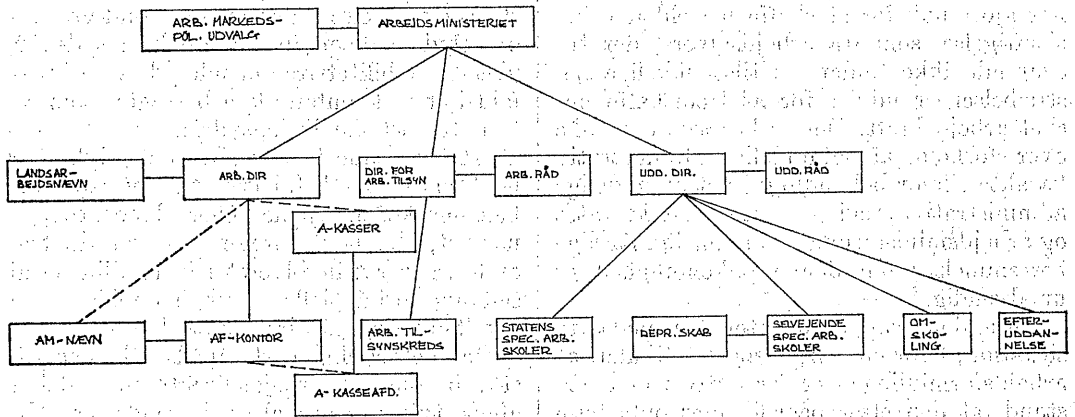 ARB. MARKEDS-
POL. UDVALG
ARBEJDSMINISTERIET
LANDSAR-
BEJDSNÆVN
ARB. DIR
DIR. FOR
ARB. TILSYN
ARB. RÅD
UDD. DIR.
UDD. RÅD
A-KASSER
AM-NÆVN
AF-KONTOR
ARB. TIL-
SYNSKREDS
STATENS
SPEC. ARB.
SKOLER
DEPR. SKAB
SELVEJENDE
SPEC. ARB.
SKOLER
OM-
SKO-
LING
EFTER-
UDDAN-
NELSE
A-KASSEAFD.